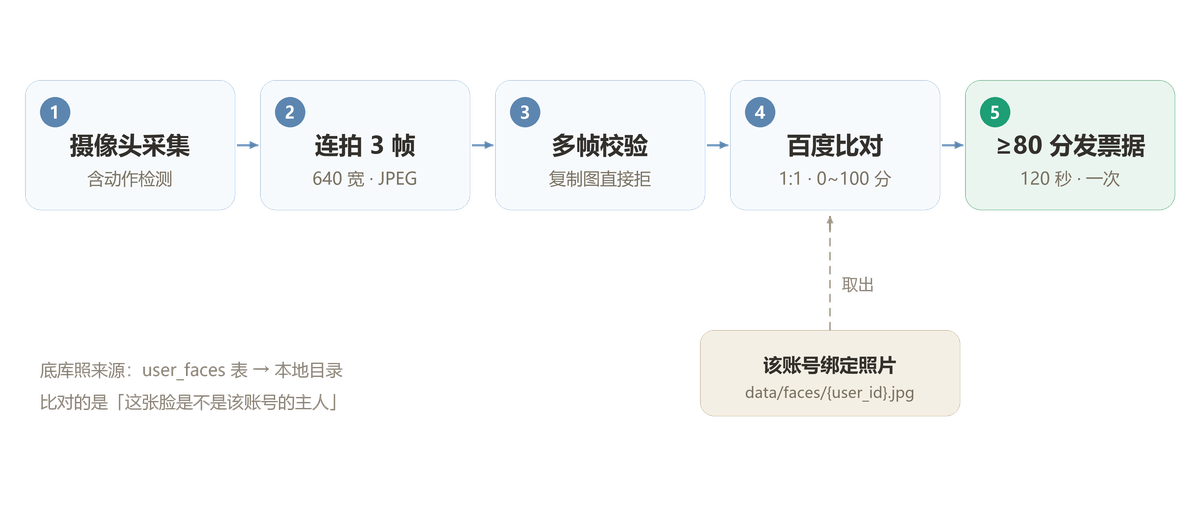 1
摄像头采集
含动作检测
2
连拍 3 帧
640 宽 · JPEG
3
多帧校验
复制图直接拒
4
百度比对
1:1 · 0~100 分
5
≥80 分发票据
120 秒 · 一次
取出
该账号绑定照片
data/faces/{user_id}.jpg
底库照来源：user_faces 表 → 本地目录
比对的是「这张脸是不是该账号的主人」